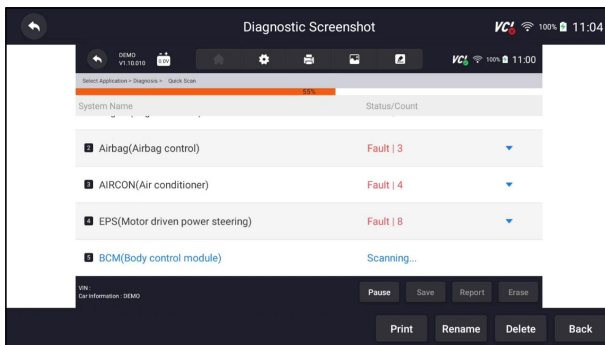 Diagnostic Screenshot
VCI 100% 11:04
DEMO
V1.10.010
0.0V
VCI 100% 11:00
Select Application > Diagnosis > Quick Scan
55%
System Name Status/Count
2 Airbag(Airbag control) Fault | 3
3 AIRCON(Air conditioner) Fault | 4
4 EPS(Motor driven power steering) Fault | 8
5 BCM(Body control module) Scanning...
VIN :
Car Information : DEMO
Pause Save Report Erase
Print Rename Delete Back